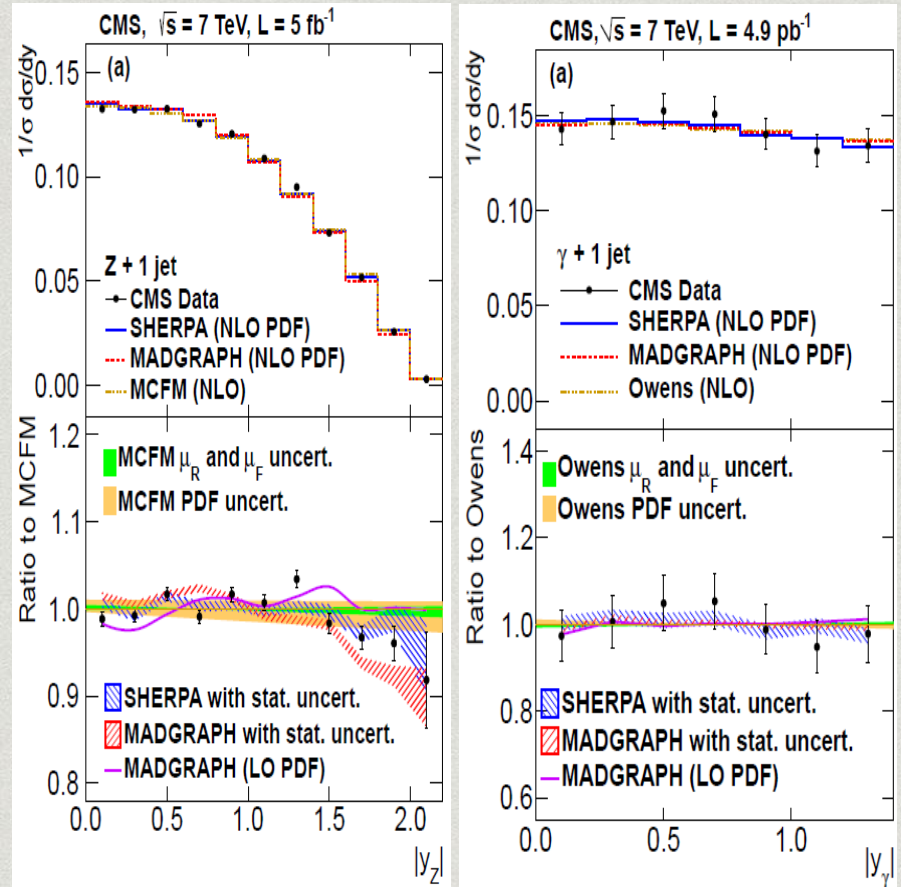 CMS, √s = 7 TeV, L = 5 fb⁻¹
(a)
1/σ dσ/dy
0.15
0.10
0.05
0.00
Z + 1 jet
CMS Data
SHERPA (NLO PDF)
MADGRAPH (NLO PDF)
MCFM (NLO)
Ratio to MCFM
1.2
1.1
1.0
0.9
0.8
MCFM μ_R and μ_F uncert.
MCFM PDF uncert.
SHERPA with stat. uncert.
MADGRAPH with stat. uncert.
MADGRAPH (LO PDF)
0.0 0.5 1.0 1.5 2.0
|y_Z|
CMS,√s = 7 TeV, L = 4.9 pb⁻¹
(a)
1/σ dσ/dy
0.15
0.10
0.05
0.00
γ + 1 jet
CMS Data
SHERPA (NLO PDF)
MADGRAPH (NLO PDF)
Owens (NLO)
Ratio to Owens
1.4
1.2
1.0
0.8
0.6
Owens μ_R and μ_F uncert.
Owens PDF uncert.
SHERPA with stat. uncert.
MADGRAPH with stat. uncert.
MADGRAPH (LO PDF)
0.0 0.5 1.0
|y_γ|